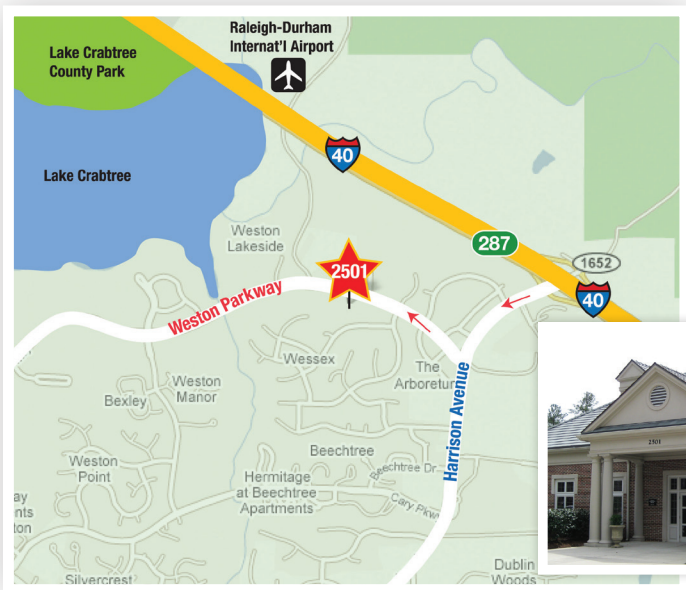 Raleigh-Durham
Internat'l Airport
Lake Crabtree
County Park
40
Lake Crabtree
Weston
Lakeside
287
1652
2501
40
Weston Parkway
Wessex
The
Arboretum
Harrison Avenue
Weston
Manor
Bexley
2501
Beechtree
Beechtree Dr
Weston
Point
Hermitage
at Beechtree
Apartments
Cary Pkwy
Dublin
Woods
Silvercrest